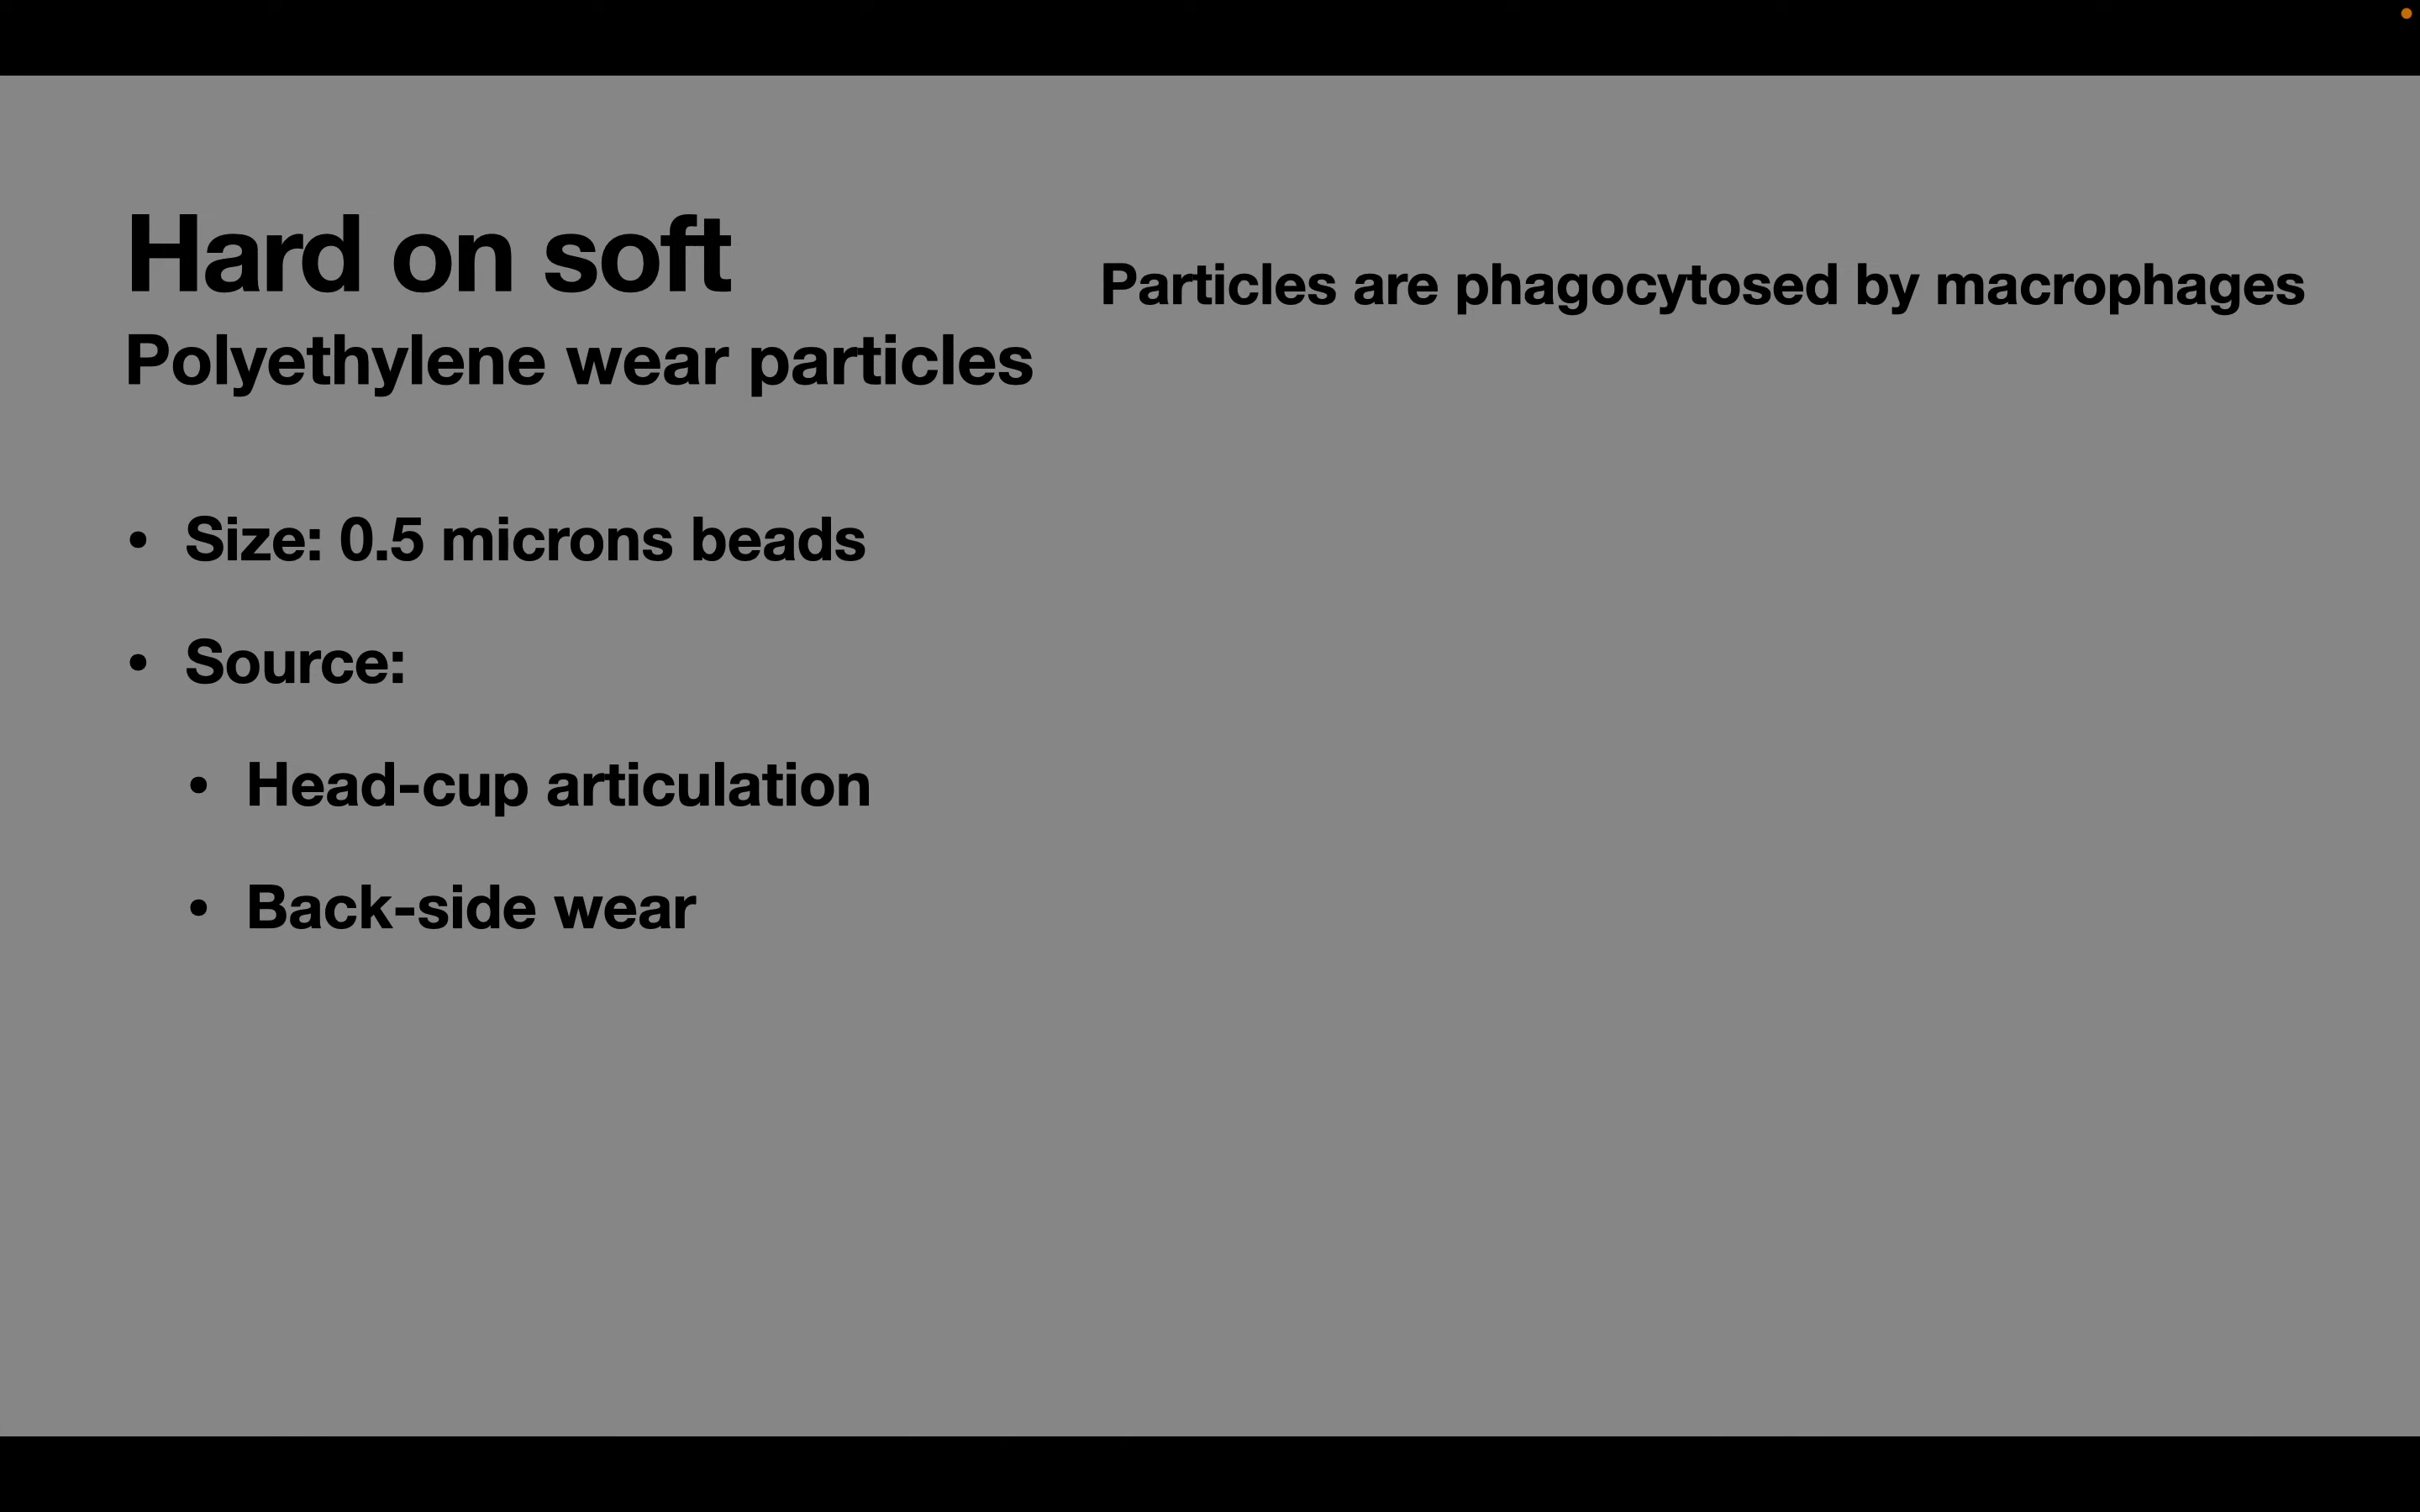 Hard on soft
Polyethylene wear particles
Particles are phagocytosed by macrophages
• Size: 0.5 microns beads
• Source:
• Head-cup articulation
• Back-side wear